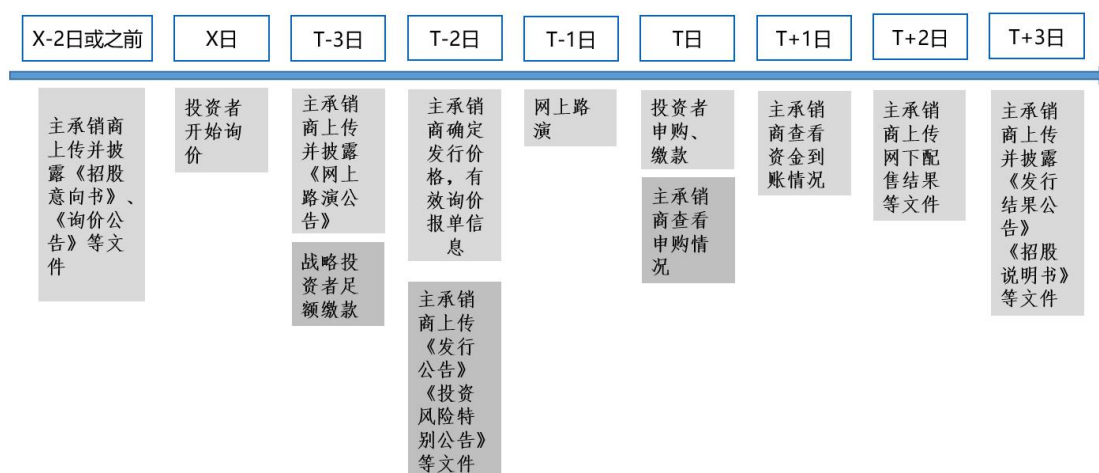 X-2日或之前
X日
T-3日
T-2日
T-1日
T日
T+1日
T+2日
T+3日
主承销商
上传并披
露《招股
意向书》、
《询价公
告》等文
件
投资者
开始询
价
主承销
商上传
并披露
《网上
路演公
告》
战略投
资者足
额缴款
主承销
商确定
发行价
格，有
效询价
报单信
息
主承销
商上传
《发行
公告》
《投资
风险特
别公告》
等文件
网上路
演
投资者
申购、
缴款
主承销
商查看
申购情
况
主承销
商查看
资金到
账情况
主承销
商上传
网下配
售结果
等文件
主承销
商上传
并披露
《发行
结果公
告》
《招股
说明书》
等文件